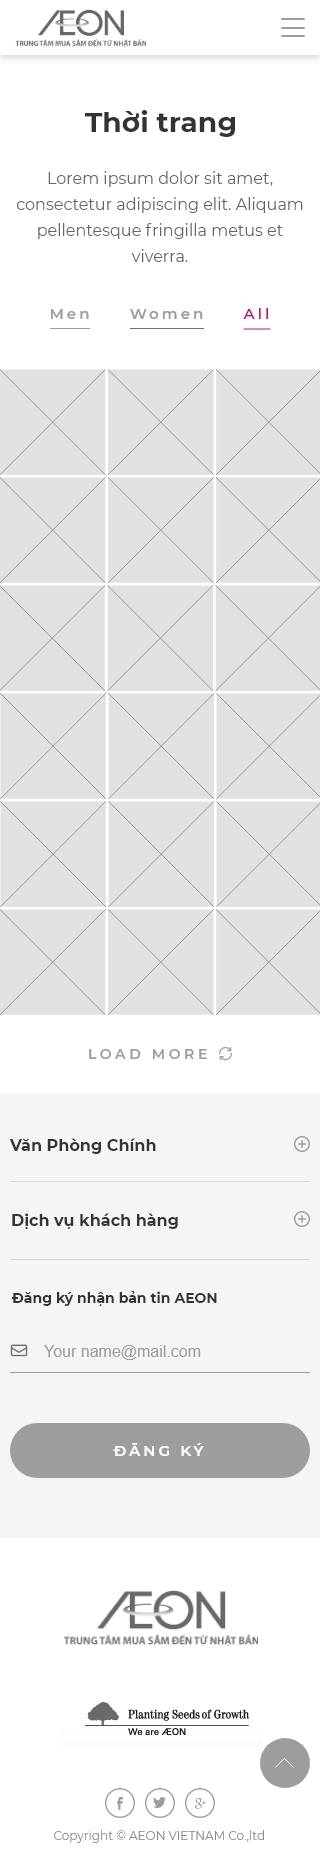 ÆON
TRUNG TÂM MUA SẮM ĐẾN TỪ NHẬT BẢN
Thời trang
Lorem ipsum dolor sit amet,
consectetur adipiscing elit. Aliquam
pellentesque fringilla metus et
viverra.
Men Women All
LOAD MORE
Văn Phòng Chính
Dịch vụ khách hàng
Đăng ký nhận bản tin AEON
Your name@mail.com
ĐĂNG KÝ
ÆON
TRUNG TÂM MUA SẮM ĐẾN TỪ NHẬT BẢN
Planting Seeds of Growth
We are ÆON
Copyright © AEON VIETNAM Co.,ltd